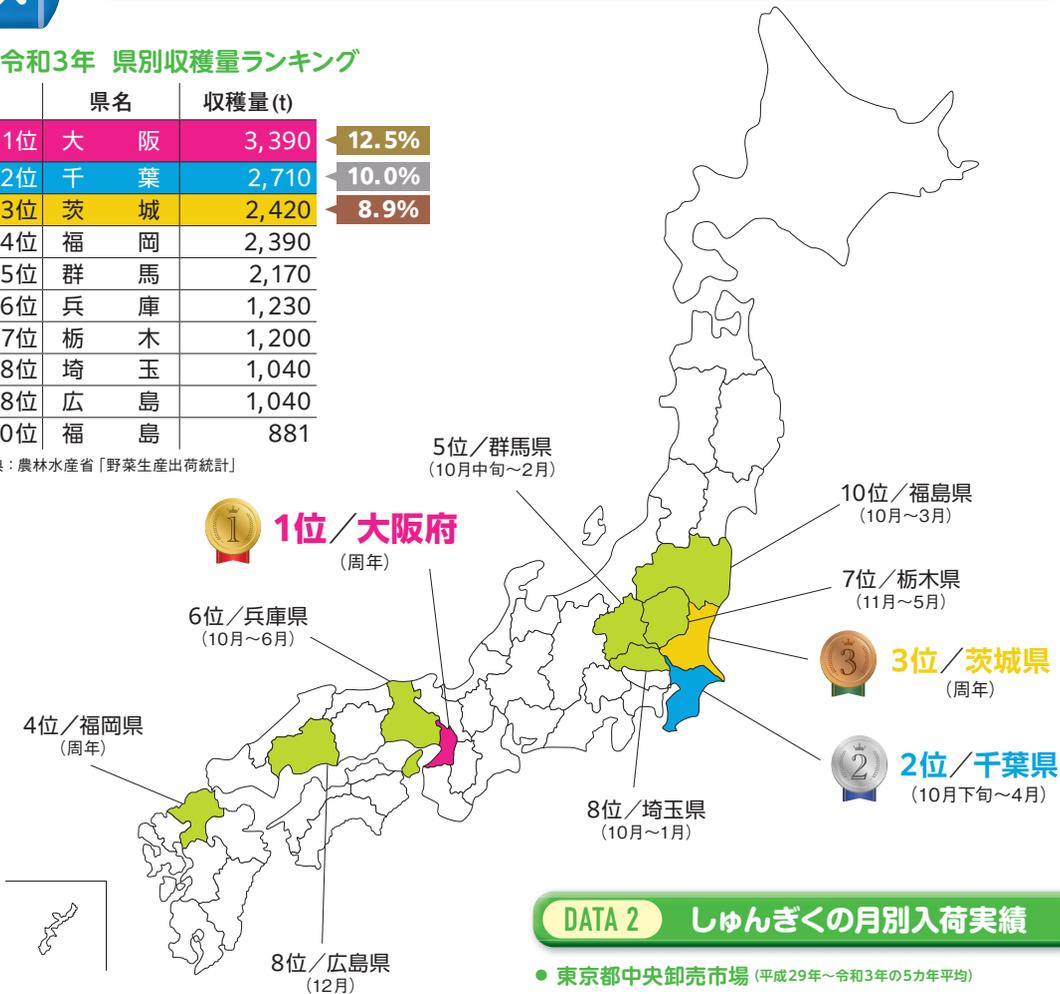 令和3年 県別収穫量ランキング
県名 収穫量(t)
1位 大阪 3,390 12.5%
2位 千葉 2,710 10.0%
3位 茨城 2,420 8.9%
4位 福岡 2,390
5位 群馬 2,170
6位 兵庫 1,230
7位 栃木 1,200
8位 埼玉 1,040
8位 広島 1,040
0位 福島 881
：農林水産省「野菜生産出荷統計」
5位／群馬県
（10月中旬～2月）
10位／福島県
（10月～3月）
1
1位／大阪府
（周年）
7位／栃木県
（11月～5月）
6位／兵庫県
（10月～6月）
3
3位／茨城県
（周年）
4位／福岡県
（周年）
2
2位／千葉県
（10月下旬～4月）
8位／埼玉県
（10月～1月）
8位／広島県
（12月）
DATA 2 しゅんぎくの月別入荷実績
● 東京都中央卸売市場（平成29年～令和3年の5カ年平均）